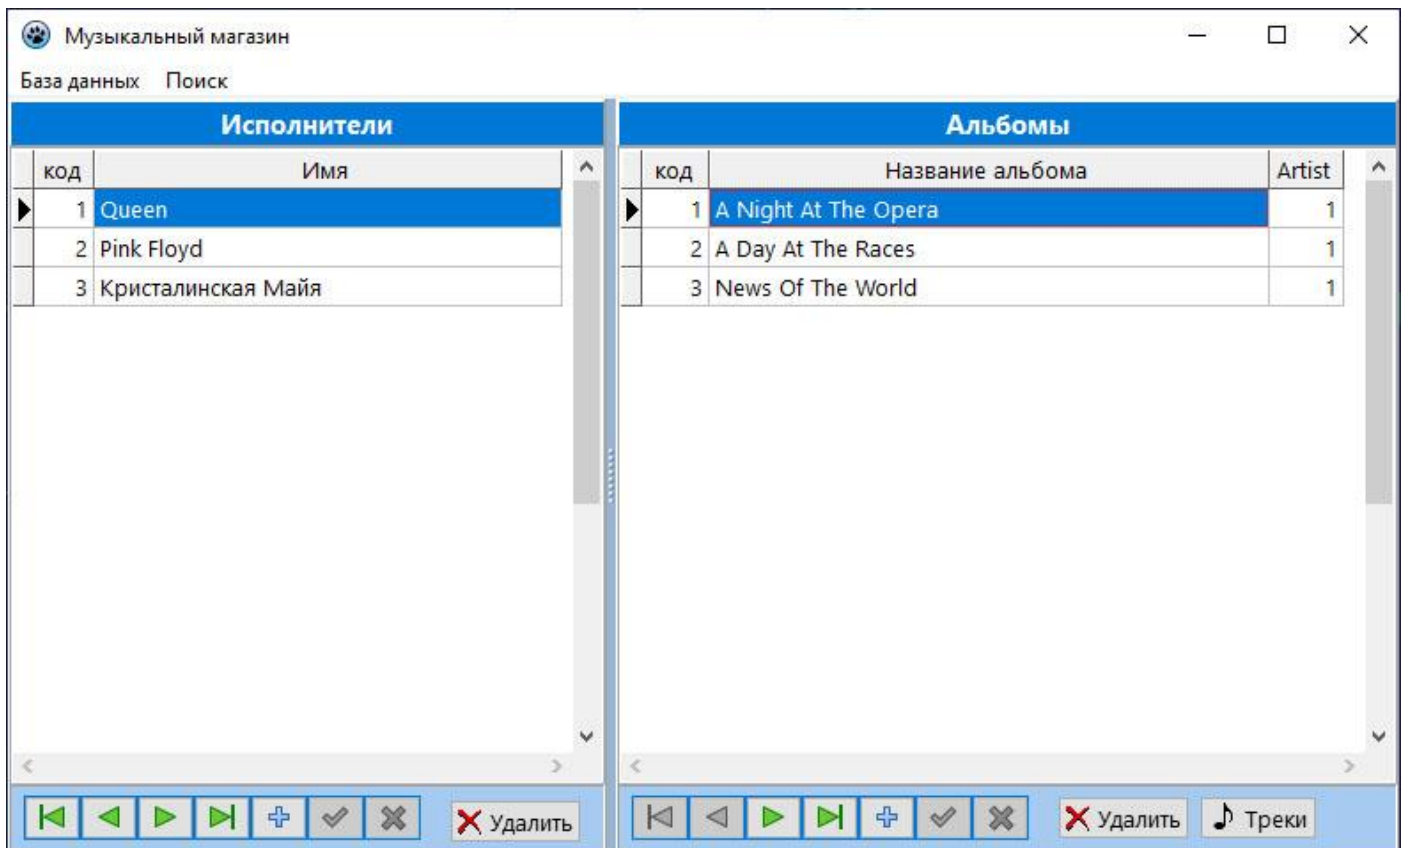 Музыкальный магазин
База данных Поиск
Исполнители
код Имя
1 Queen
2 Pink Floyd
3 Кристалинская Майя
Удалить
Альбомы
код Название альбома Artist
1 A Night At The Opera 1
2 A Day At The Races 1
3 News Of The World 1
Удалить Треки